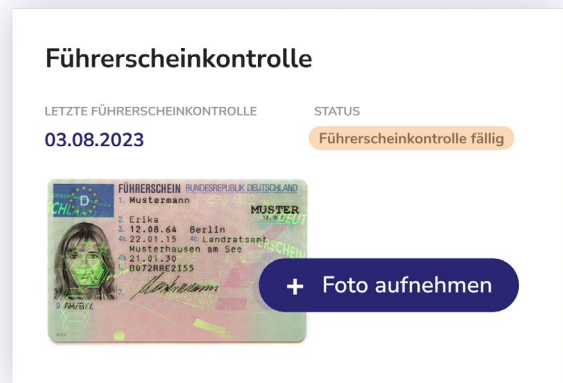 Führerscheinkontrolle
LETZTE FÜHRERSCHEINKONTROLLE
STATUS
03.08.2023
Führerscheinkontrolle fällig
FÜHRERSCHEIN BUNDESREPUBLIK DEUTSCHLAND
1. Mustermann
MUSTER
2. Erika
3. 12.08.64 Berlin
4a. 22.01.15 4c. Landratsamt
Musterhausen am See
4b. 21.01.30
5. B072RRE2I55
7.
9. AM/B/L
+ Foto aufnehmen